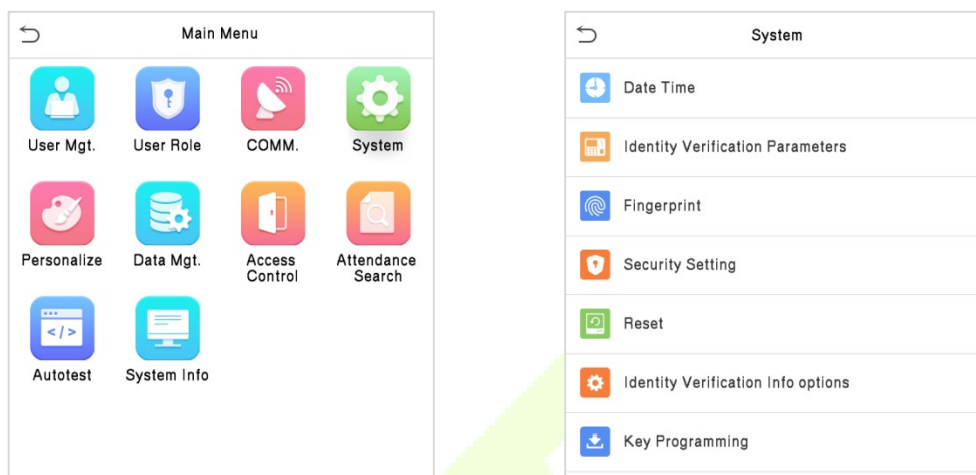 Main Menu
User Mgt.
User Role
COMM.
System
Personalize
Data Mgt.
Access
Control
Attendance
Search
</>
Autotest
System Info
System
Date Time
Identity Verification Parameters
Fingerprint
Security Setting
Reset
Identity Verification Info options
Key Programming